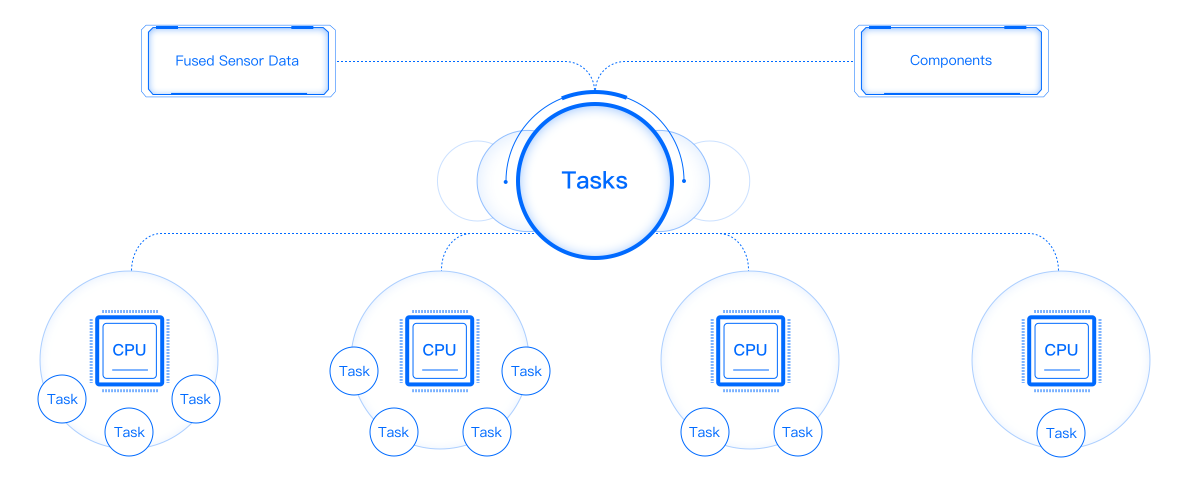 Fused Sensor Data
Components
Tasks
CPU
CPU
CPU
CPU
Task
Task
Task
Task
Task
Task
Task
Task
Task
Task